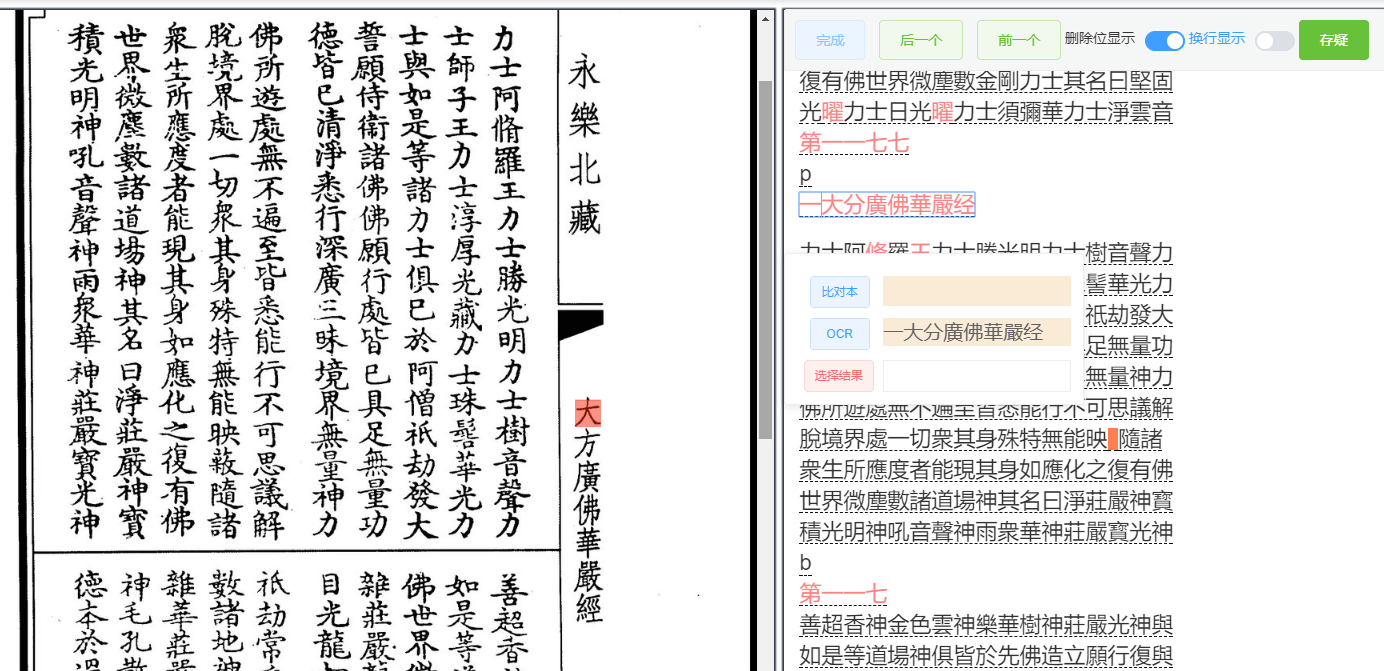 永樂北藏
大方廣佛華嚴經
力士阿脩羅王力士勝光明力士樹音聲力
士師子王力士淳厚光藏力士珠髻華光力
士與如是等諸力士俱已於阿僧祇劫發大
誓願侍衛諸佛佛願行處皆已具足無量功
德皆已清淨悉行深廣三昧境界無量神力
佛所遊處無不遍至皆悉能行不可思議解
脫境界處一切衆其身殊特無能映蔽隨諸
衆生所應度者能現其身如應化之復有佛
世界微塵數諸道場神其名曰淨莊嚴神寶
積光明神吼音聲神雨衆華神莊嚴寶光神
善超香
如是等
佛世界
雜莊嚴
目光龍
祇劫常
數諸地神
雜華莊
神毛孔散
德本於
完成
后一个
前一个
删除位显示
换行显示
存疑
復有佛世界微塵數金剛力士其名曰堅固
光曜力士日光曜力士須彌華力士淨雲音
第一一七七
p
一大分廣佛華嚴经
力士阿脩羅王力士勝光明力士樹音聲力
髻華光力
祇劫發大
足無量功
無量神力
比对本
OCR
一大分廣佛華嚴经
选择结果
佛所遊處無不遍至皆悉能行不可思議解
脫境界處一切衆其身殊特無能映 隨諸
衆生所應度者能現其身如應化之復有佛
世界微塵數諸道場神其名曰淨莊嚴神寶
積光明神吼音聲神雨衆華神莊嚴寶光神
b
第一一一七
善超香神金色雲神樂華樹神莊嚴光神與
如是等道場神俱皆於先佛造立願行復與